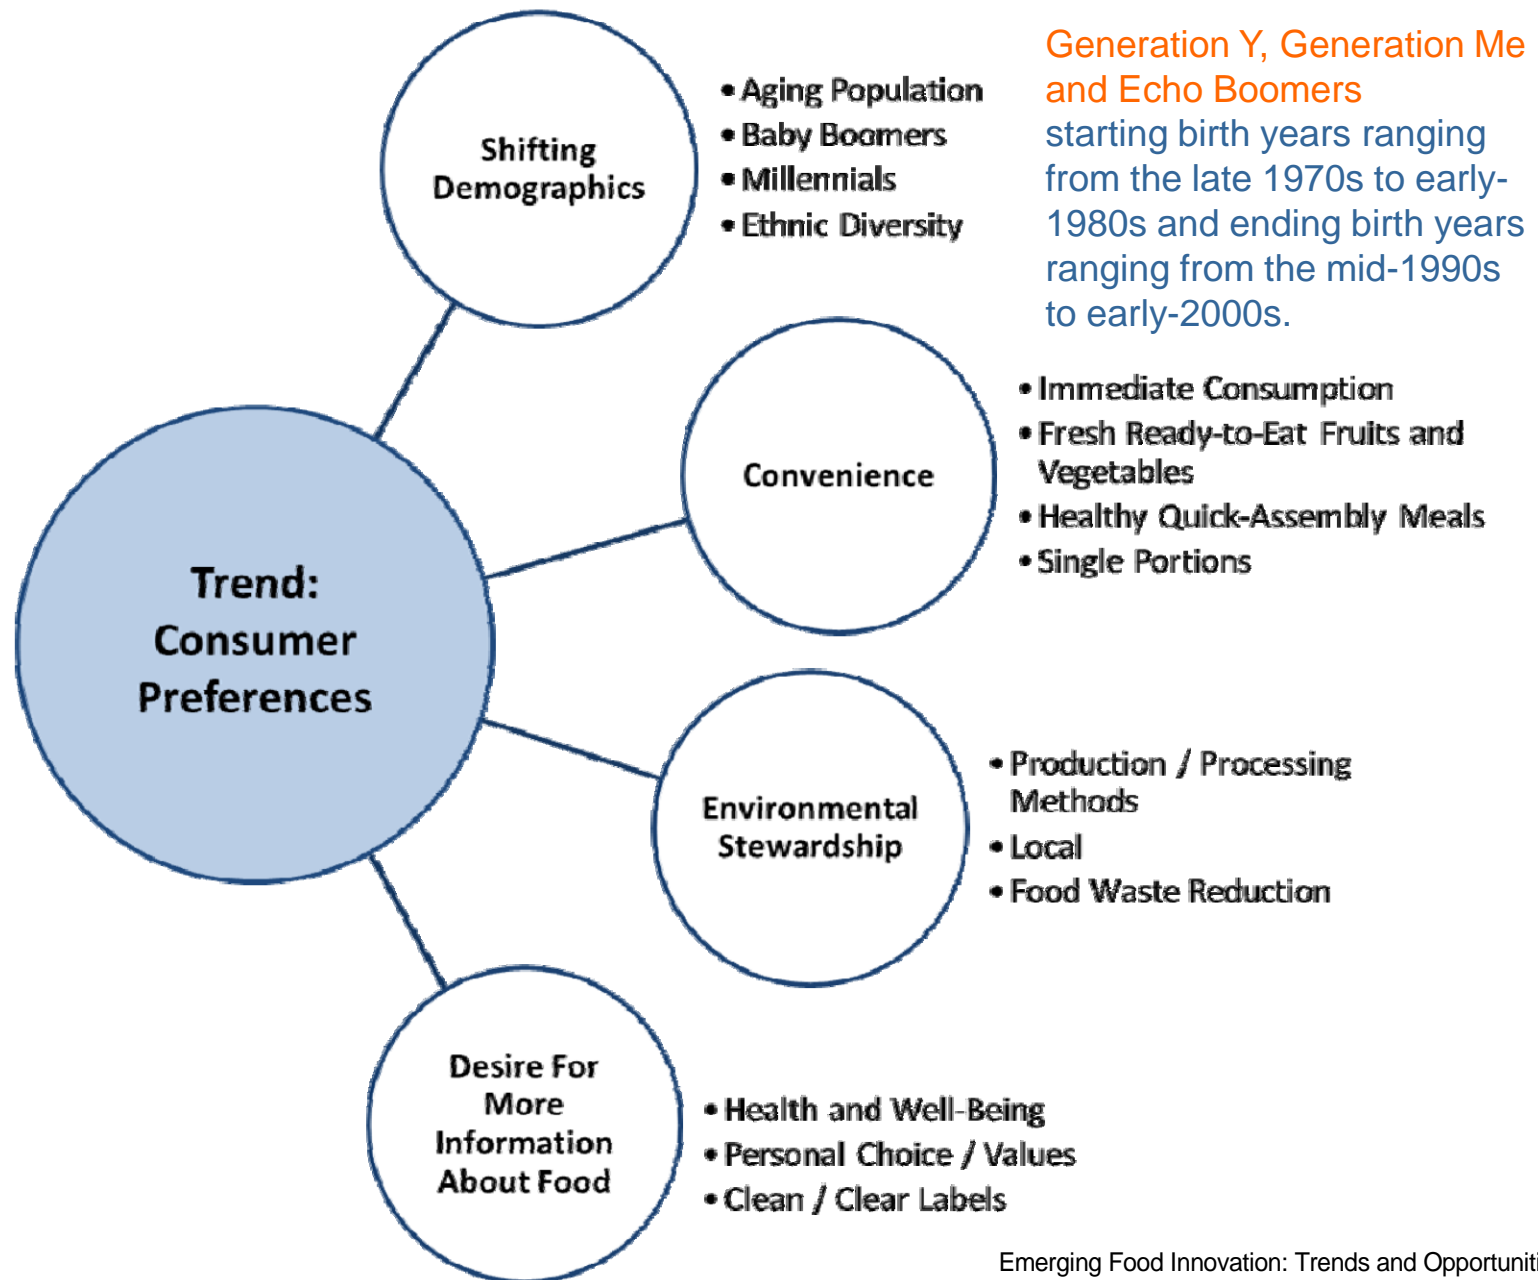 Generation Y, Generation Me
and Echo Boomers
starting birth years ranging
from the late 1970s to early-
1980s and ending birth years
ranging from the mid-1990s
to early-2000s.
Shifting
Demographics
• Aging Population
• Baby Boomers
• Millennials
• Ethnic Diversity
Convenience
• Immediate Consumption
• Fresh Ready-to-Eat Fruits and
Vegetables
• Healthy Quick-Assembly Meals
• Single Portions
Trend:
Consumer
Preferences
Environmental
Stewardship
• Production / Processing
Methods
• Local
• Food Waste Reduction
Desire For
More
Information
About Food
• Health and Well-Being
• Personal Choice / Values
• Clean / Clear Labels
Emerging Food Innovation: Trends and Opportuniti